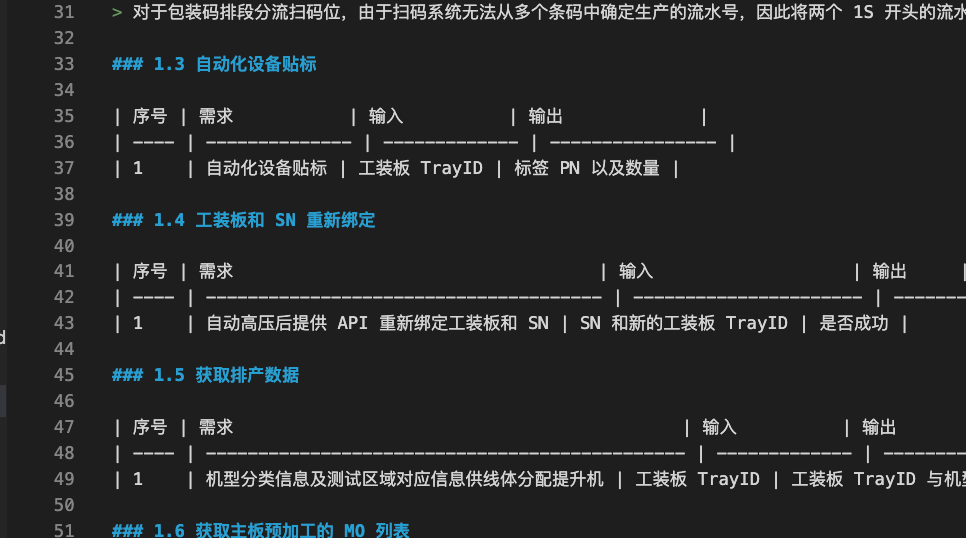 31 > 对于包装码排段分流扫码位，由于扫码系统无法从多个条码中确定生产的流水号，因此将两个 1S 开头的流水
32
33 ### 1.3 自动化设备贴标
34
35 | 序号 | 需求 | 输入 | 输出 |
36 | ---- | -------------- | ------------- | ---------------- |
37 | 1 | 自动化设备贴标 | 工装板 TrayID | 标签 PN 以及数量 |
38
39 ### 1.4 工装板和 SN 重新绑定
40
41 | 序号 | 需求 | 输入 | 输出 |
42 | ---- | -------------------------------------- | ---------------------- | -------
43 | 1 | 自动高压后提供 API 重新绑定工装板和 SN | SN 和新的工装板 TrayID | 是否成功 |
44
45 ### 1.5 获取排产数据
46
47 | 序号 | 需求 | 输入 | 输出
48 | ---- | ---------------------------------------------- | ------------- | --------
49 | 1 | 机型分类信息及测试区域对应信息供线体分配提升机 | 工装板 TrayID | 工装板 TrayID 与机型
50
51 ### 1.6 获取主板预加工的 MO 列表